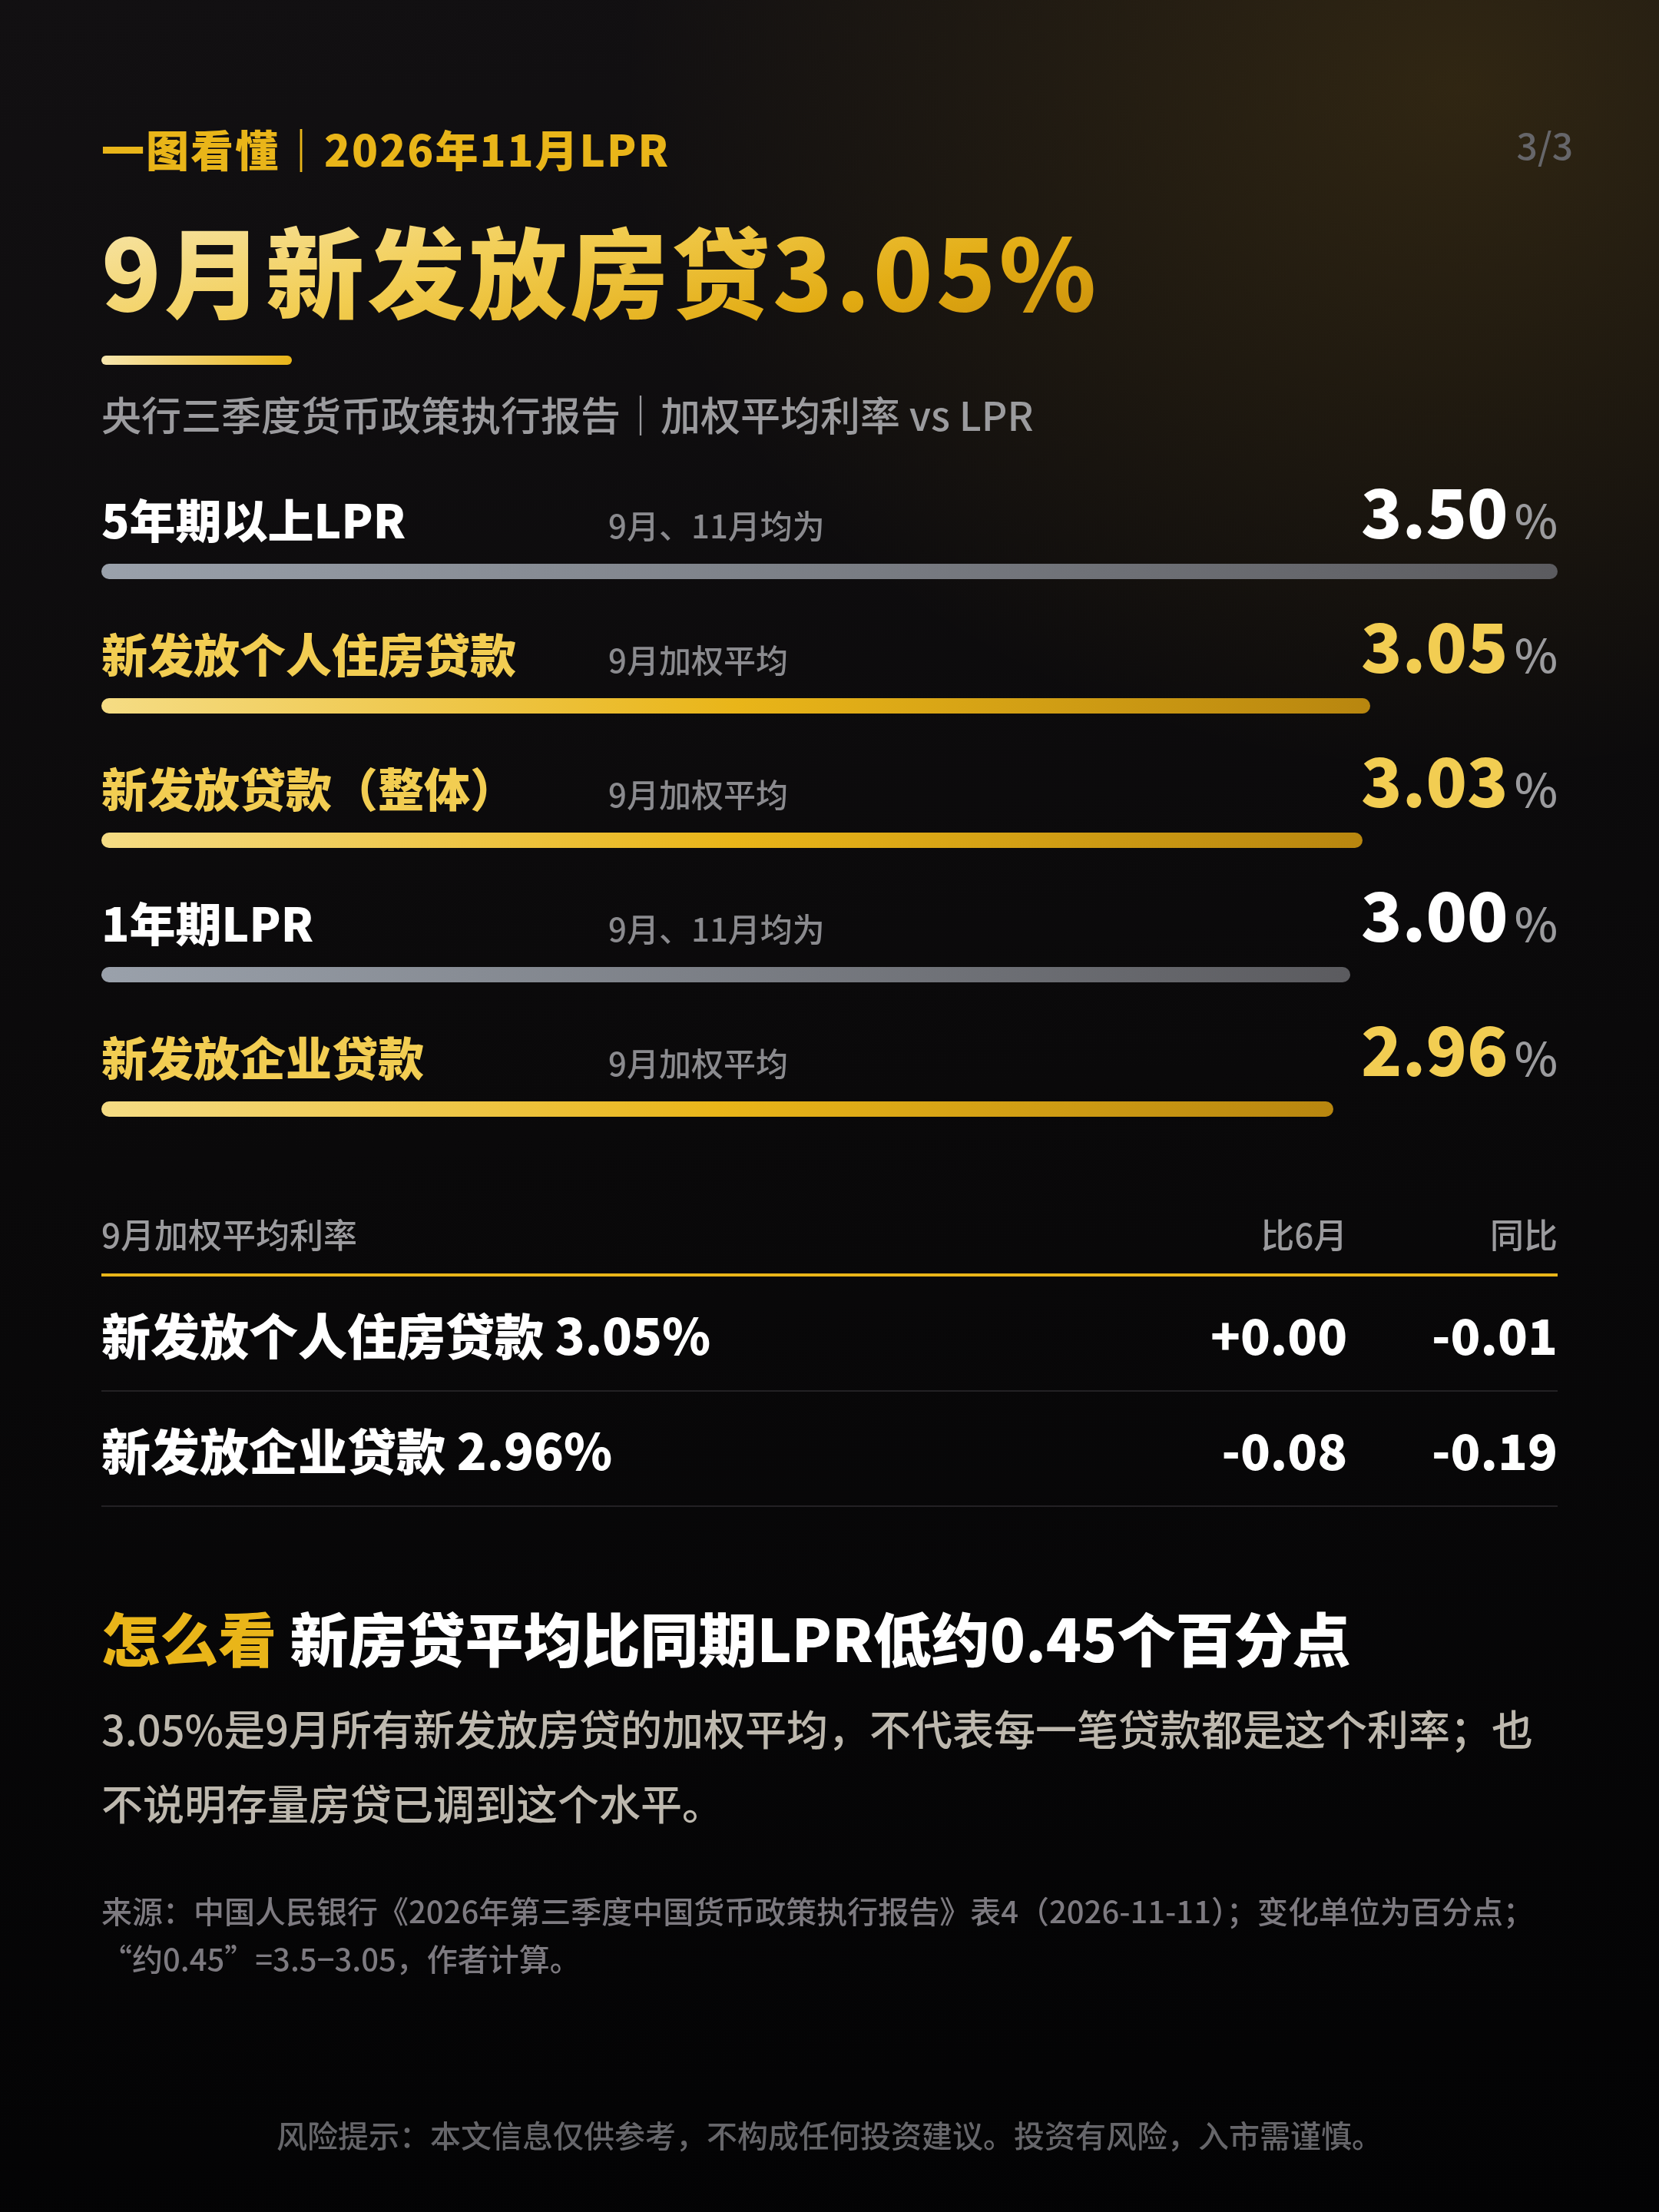 一图看懂｜2026年11月LPR
3/3
9月新发放房贷3.05%
央行三季度货币政策执行报告｜加权平均利率 vs LPR
5年期以上LPR 9月、11月均为 3.50%
新发放个人住房贷款 9月加权平均 3.05%
新发放贷款（整体） 9月加权平均 3.03%
1年期LPR 9月、11月均为 3.00%
新发放企业贷款 9月加权平均 2.96%
9月加权平均利率 比6月 同比
新发放个人住房贷款 3.05% +0.00 -0.01
新发放企业贷款 2.96% -0.08 -0.19
怎么看 新房贷平均比同期LPR低约0.45个百分点
3.05%是9月所有新发放房贷的加权平均，不代表每一笔贷款都是这个利率；也
不说明存量房贷已调到这个水平。
来源：中国人民银行《2026年第三季度中国货币政策执行报告》表4（2026-11-11）；变化单位为百分点；
“约0.45”=3.5−3.05，作者计算。
风险提示：本文信息仅供参考，不构成任何投资建议。投资有风险，入市需谨慎。